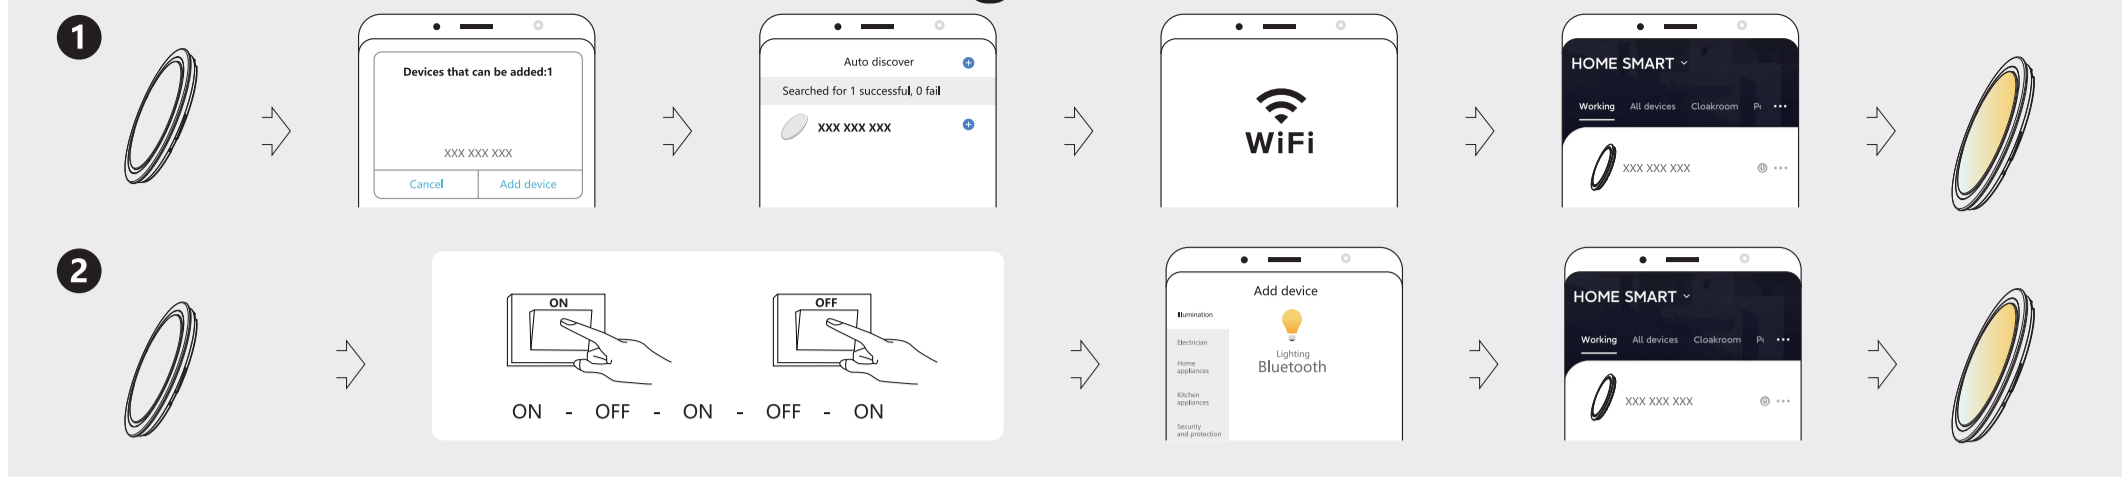 1
Devices that can be added:1
XXX XXX XXX
Cancel Add device
Auto discover
Searched for 1 successful, 0 fail
XXX XXX XXX
WiFi
HOME SMART
Working All devices Cloakroom
XXX XXX XXX
2
ON
OFF
ON - OFF - ON - OFF - ON
Add device
Illumination
Electrician
Home
appliances
Kitchen
appliances
Security
and protection
Lighting
Bluetooth
HOME SMART
Working All devices Cloakroom
XXX XXX XXX